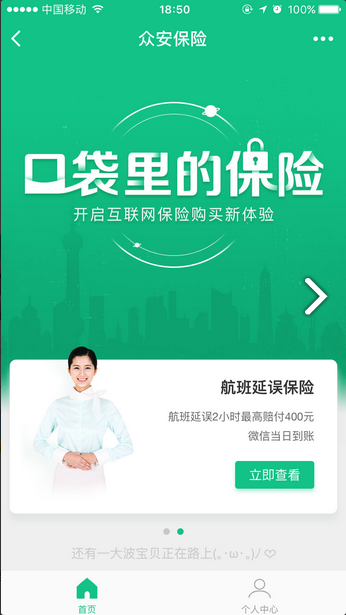 中国移动 18:50 100%
众安保险
口袋里的保险
开启互联网保险购买新体验
航班延误保险
航班延误2小时最高赔付400元
微信当日到账
立即查看
还有一大波宝贝正在路上(｡･ω･｡)ﾉ♡
首页 个人中心